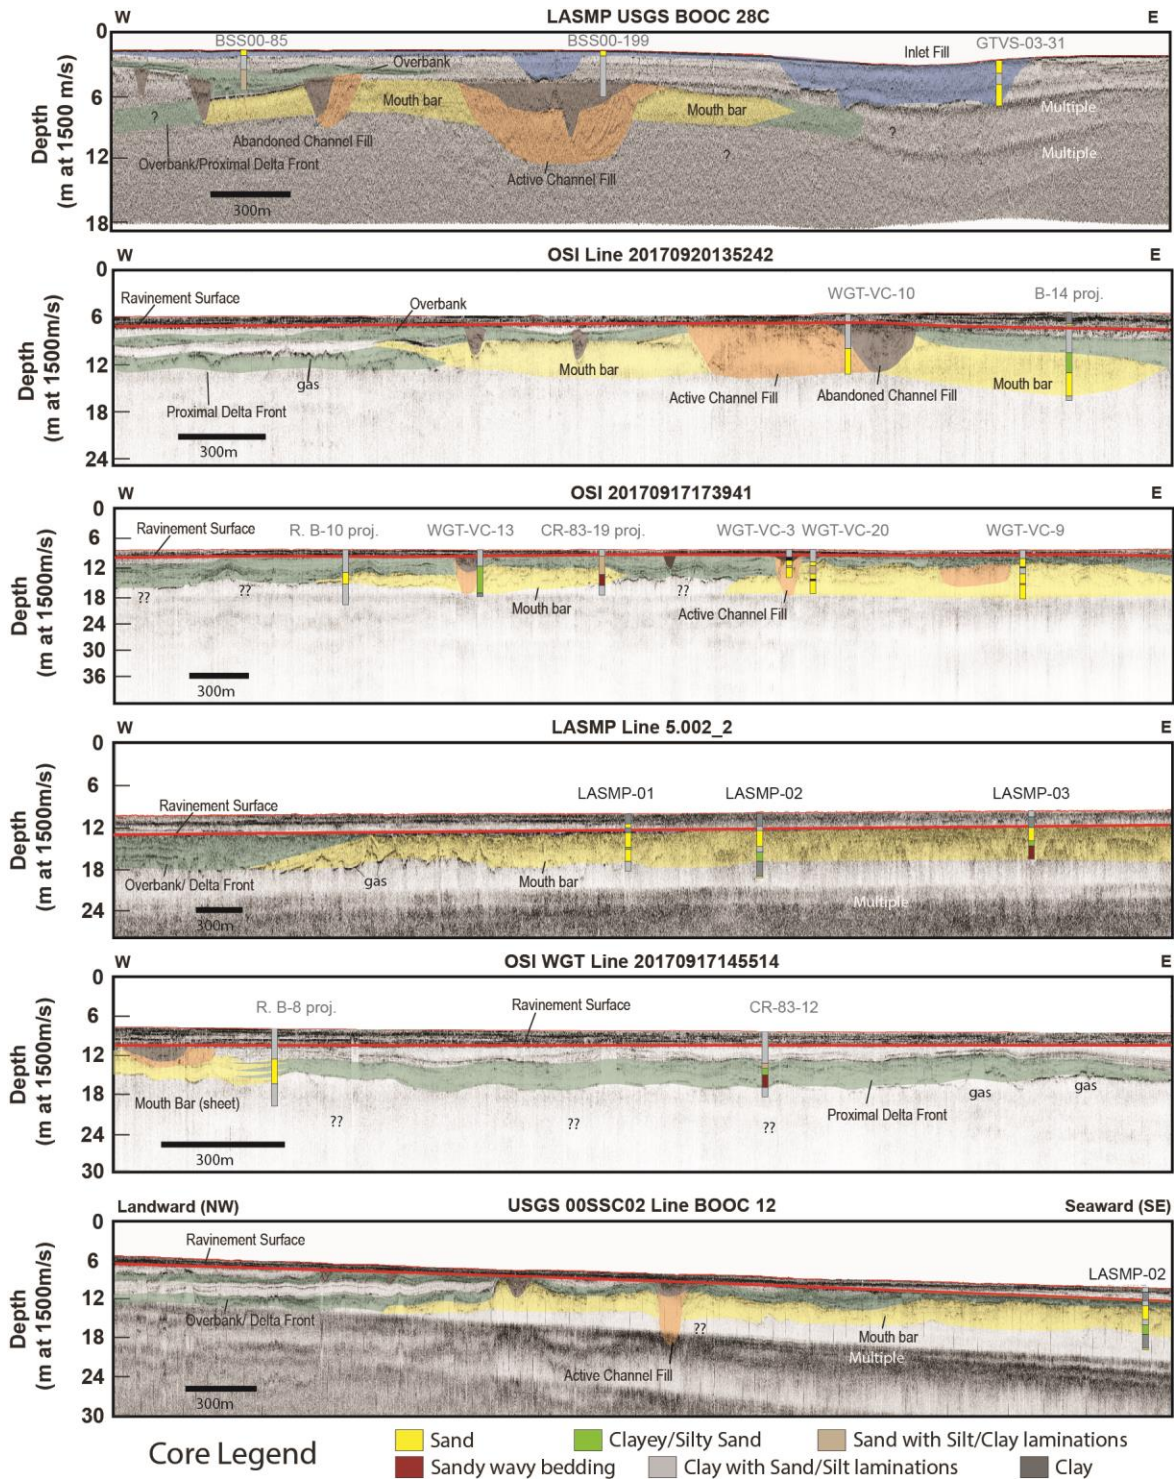 W LASMP USGS BOOC 28C E
0
6
12
18
Depth
(m at 1500 m/s)
BSS00-85
BSS00-199
GTVS-03-31
Inlet Fill
Overbank
Multiple
Mouth bar
Mouth bar
?
?
Abandoned Channel Fill
Overbank/Proximal Delta Front
?
Multiple
Active Channel Fill
300m
W OSI Line 20170920135242 E
0
6
12
18
24
Depth
(m at 1500m/s)
WGT-VC-10
B-14 proj.
Ravinement Surface
Overbank
gas
Mouth bar
Proximal Delta Front
Active Channel Fill
Abandoned Channel Fill
Mouth bar
300m
W OSI 20170917173941 E
0
6
12
18
24
30
36
Depth
(m at 1500m/s)
Ravinement Surface
R. B-10 proj.
WGT-VC-13
CR-83-19 proj.
WGT-VC-3
WGT-VC-20
WGT-VC-9
??
??
??
Mouth bar
Active Channel Fill
300m
W LASMP Line 5.002_2 E
0
6
12
18
24
Depth
(m at 1500m/s)
LASMP-01
LASMP-02
LASMP-03
Ravinement Surface
Overbank/ Delta Front
gas
Mouth bar
Multiple
300m
W OSI WGT Line 20170917145514 E
0
6
12
18
24
30
Depth
(m at 1500m/s)
R. B-8 proj.
Ravinement Surface
CR-83-12
Mouth Bar (sheet)
??
??
??
Proximal Delta Front
gas
gas
300m
Landward (NW) USGS 00SSC02 Line BOOC 12 Seaward (SE)
0
6
12
18
24
30
Depth
(m at 1500m/s)
Ravinement Surface
LASMP-02
Overbank/ Delta Front
??
Mouth bar
Multiple
Active Channel Fill
300m
Core Legend
Sand
Clayey/Silty Sand
Sand with Silt/Clay laminations
Sandy wavy bedding
Clay with Sand/Silt laminations
Clay